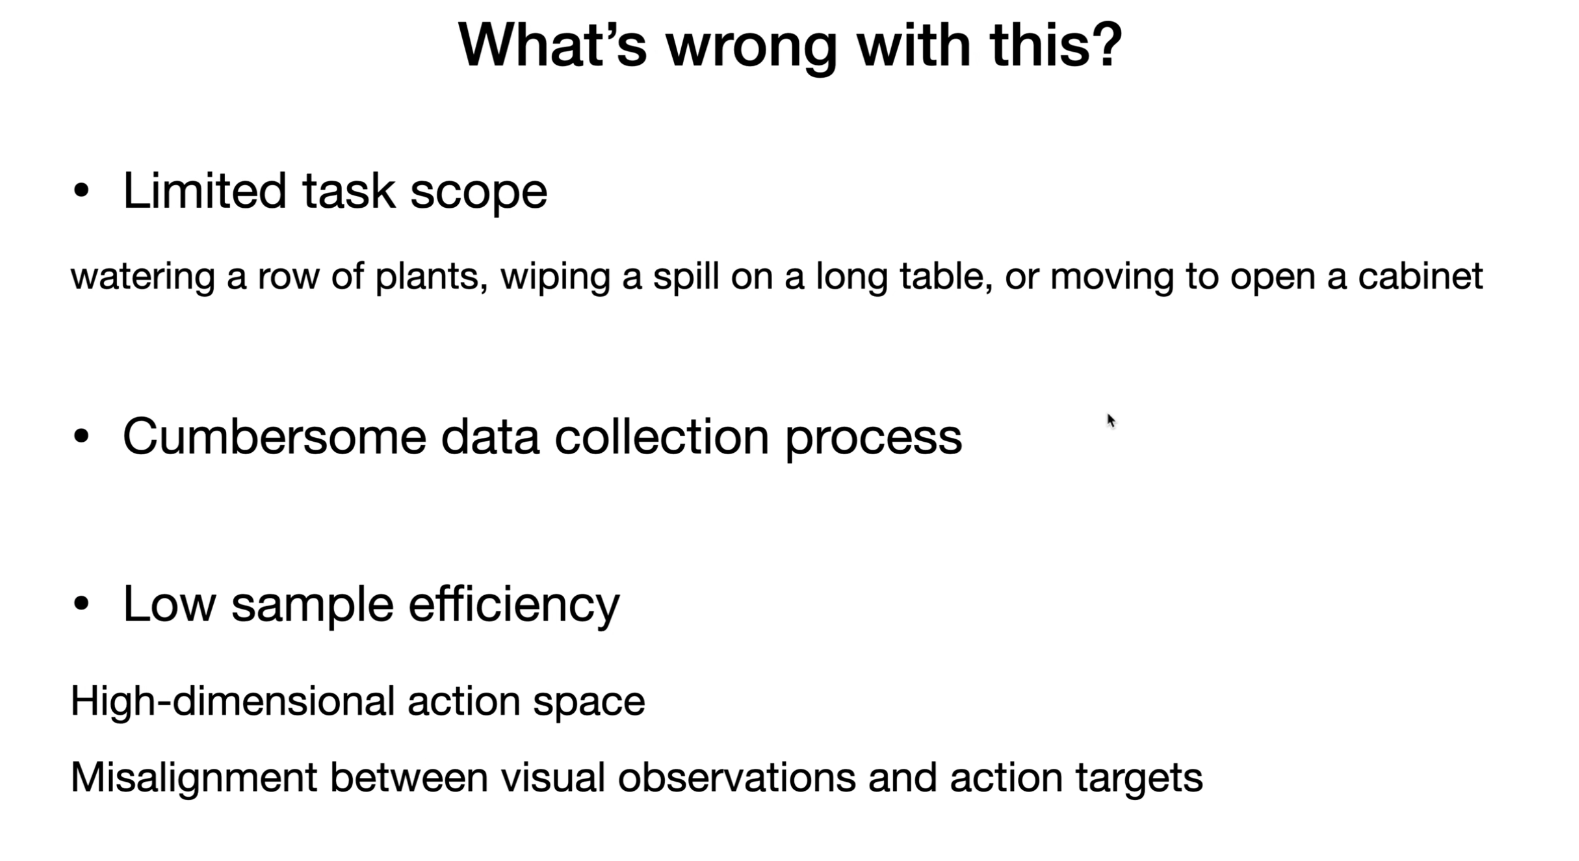 What’s wrong with this?
• Limited task scope
watering a row of plants, wiping a spill on a long table, or moving to open a cabinet
• Cumbersome data collection process
• Low sample efficiency
High-dimensional action space
Misalignment between visual observations and action targets